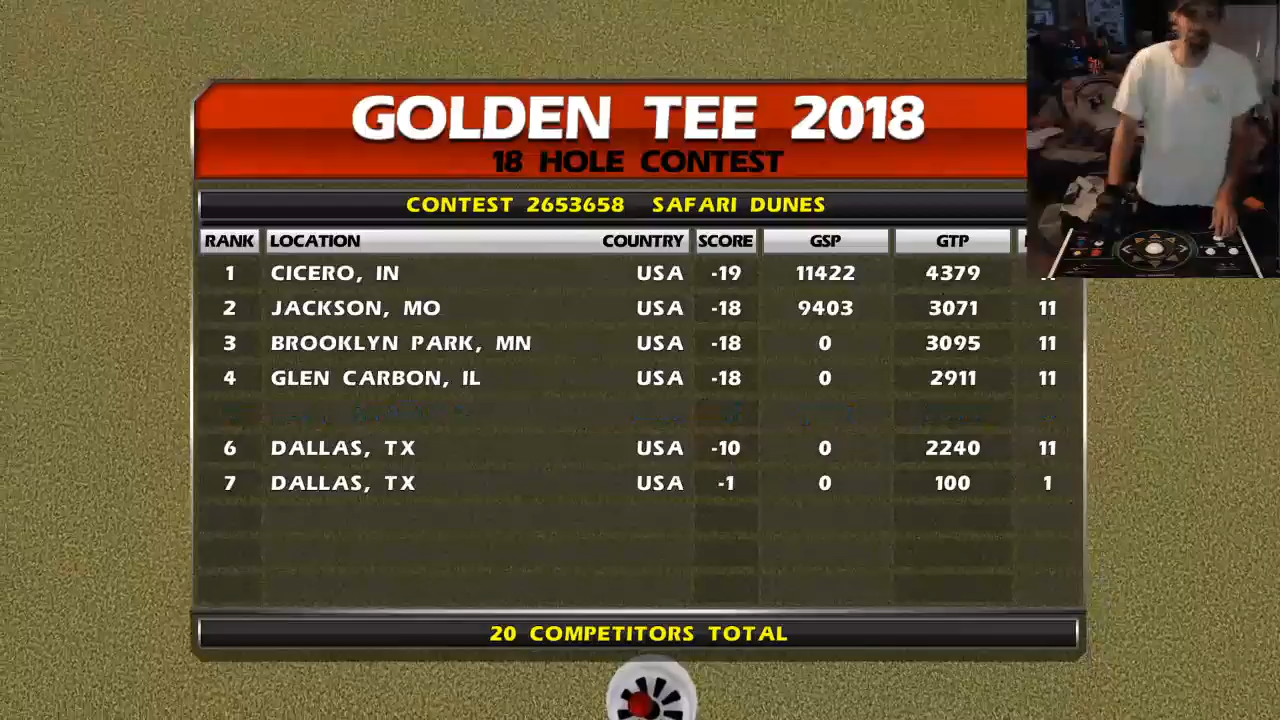 GOLDEN TEE 2018
18 HOLE CONTEST
CONTEST 2653658 SAFARI DUNES
RANK LOCATION COUNTRY SCORE GSP GTP
1 CICERO, IN USA -19 11422 4379
2 JACKSON, MO USA -18 9403 3071 11
3 BROOKLYN PARK, MN USA -18 0 3095 11
4 GLEN CARBON, IL USA -18 0 2911 11
6 DALLAS, TX USA -10 0 2240 11
7 DALLAS, TX USA -1 0 100 1
20 COMPETITORS TOTAL